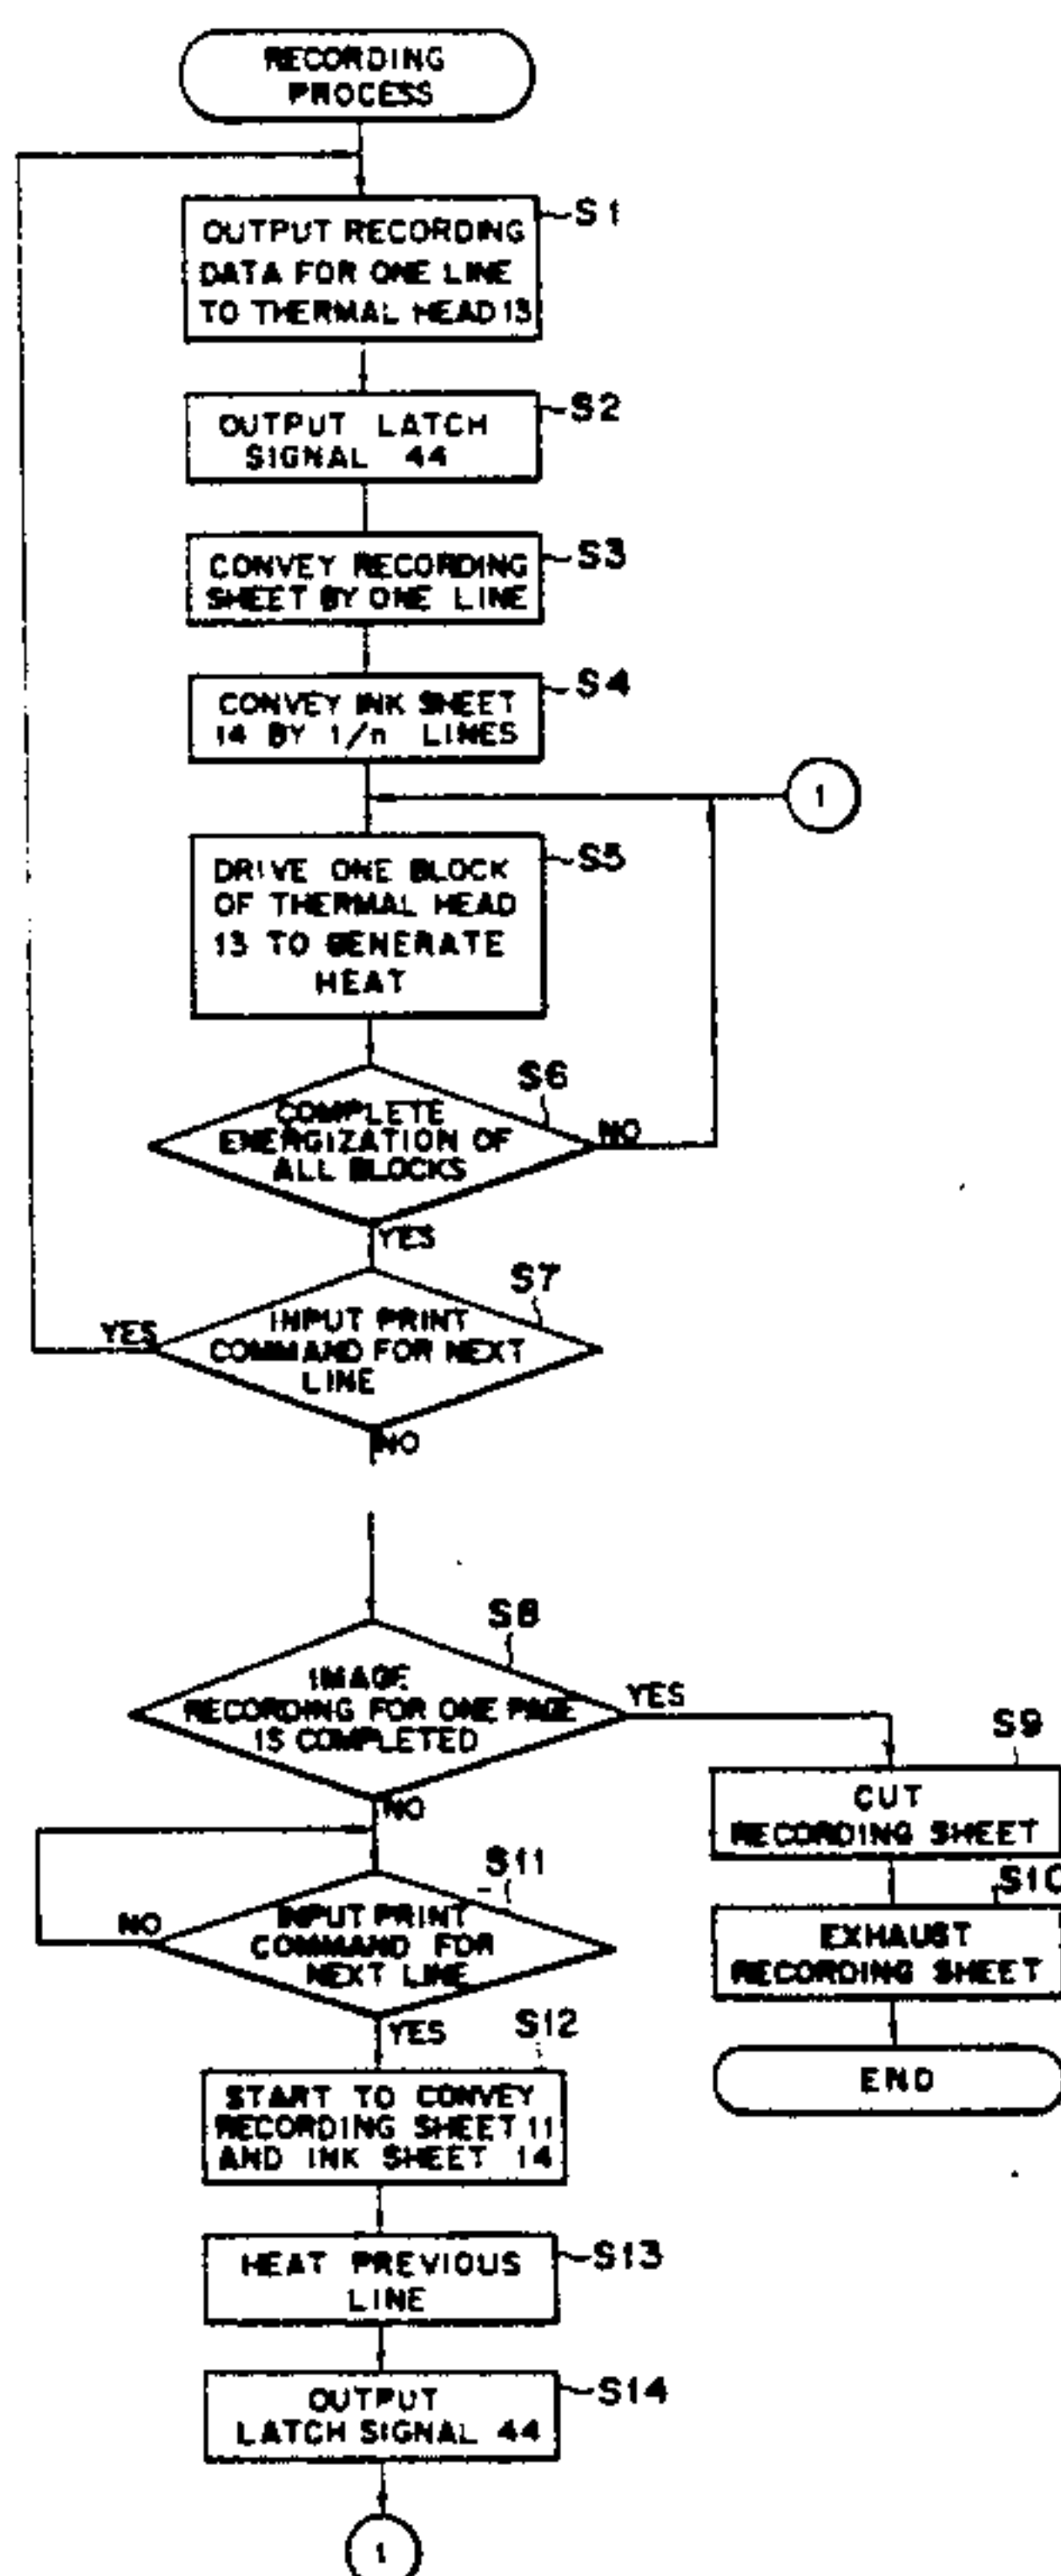 RECORDING
PROCESS
S1
OUTPUT RECORDING
DATA FOR ONE LINE
TO THERMAL HEAD 13
S2
OUTPUT LATCH
SIGNAL 44
S3
CONVEY RECORDING
SHEET BY ONE LINE
S4
CONVEY INK SHEET
14 BY 1/n LINES
1
S5
DRIVE ONE BLOCK
OF THERMAL HEAD
13 TO GENERATE
HEAT
S6
COMPLETE
ENERGIZATION OF
ALL BLOCKS
NO
YES
S7
INPUT PRINT
COMMAND FOR NEXT
LINE
YES
NO
S8
IMAGE
RECORDING FOR ONE PAGE
IS COMPLETED
YES
NO
S9
CUT
RECORDING SHEET
S10
EXHAUST
RECORDING SHEET
END
S11
INPUT PRINT
COMMAND FOR
NEXT LINE
NO
YES
S12
START TO CONVEY
RECORDING SHEET 11
AND INK SHEET 14
S13
HEAT PREVIOUS
LINE
S14
OUTPUT
LATCH SIGNAL 44
1